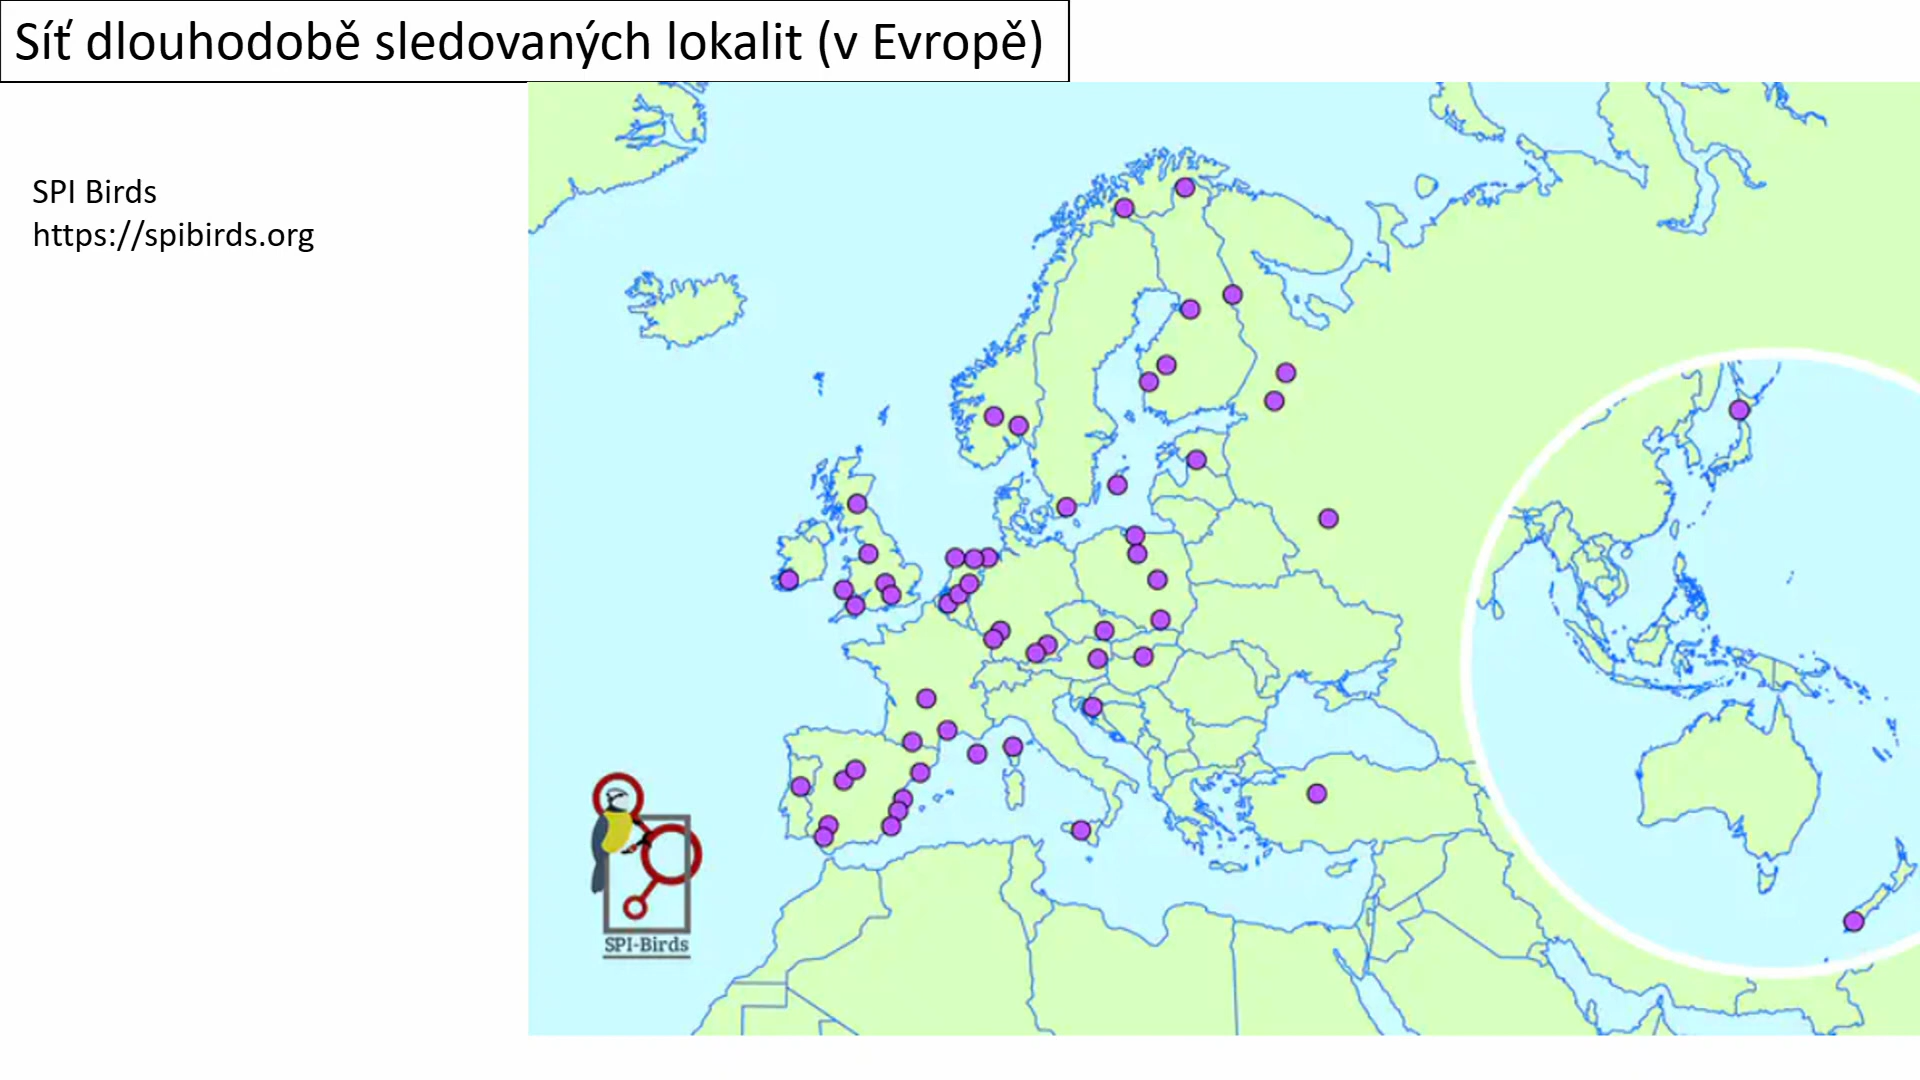 Síť dlouhodobě sledovaných lokalit (v Evropě)
SPI Birds
https://spibirds.org
SPI-Birds